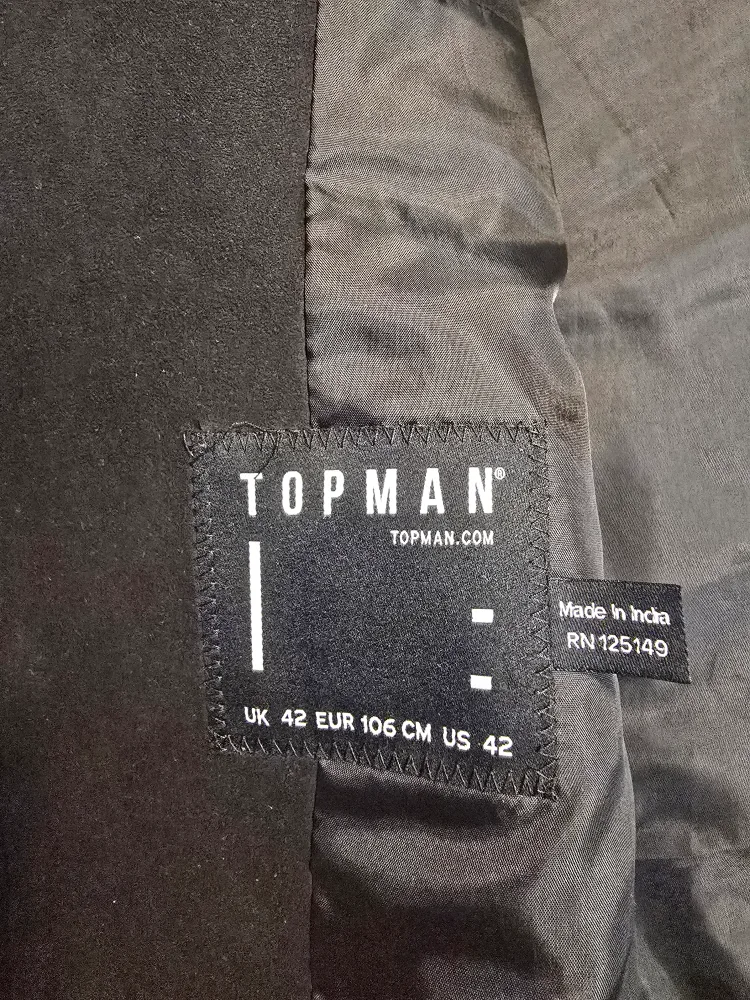 TOPMAN®
TOPMAN.COM
Made In India
RN 125149
UK 42 EUR 106 CM US 42